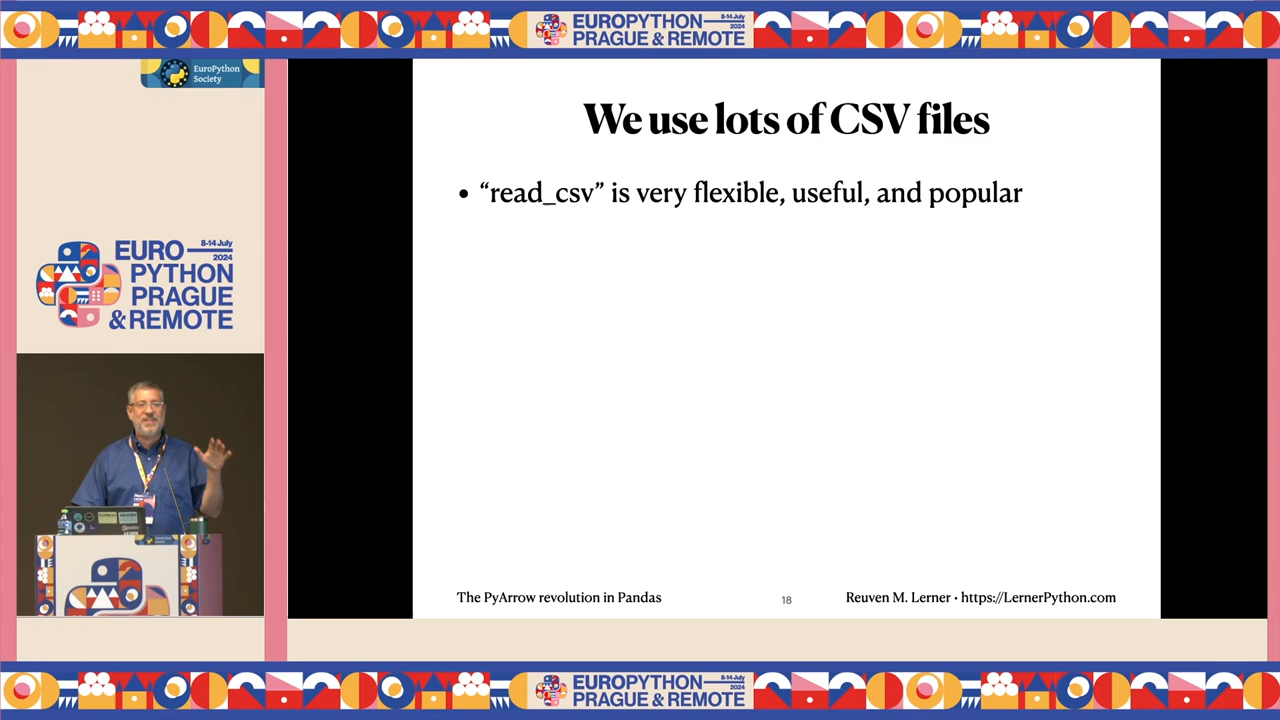 EUROPYTHON
8-14 July
2024
PRAGUE & REMOTE
EuroPython
Society
We use lots of CSV files
• “read_csv” is very flexible, useful, and popular
EURO
8-14 July
2024
PYTHON
PRAGUE
& REMOTE
The PyArrow revolution in Pandas
18
Reuven M. Lerner • https://LernerPython.com
EUROPYTHON
8-14 July
2024
PRAGUE & REMOTE